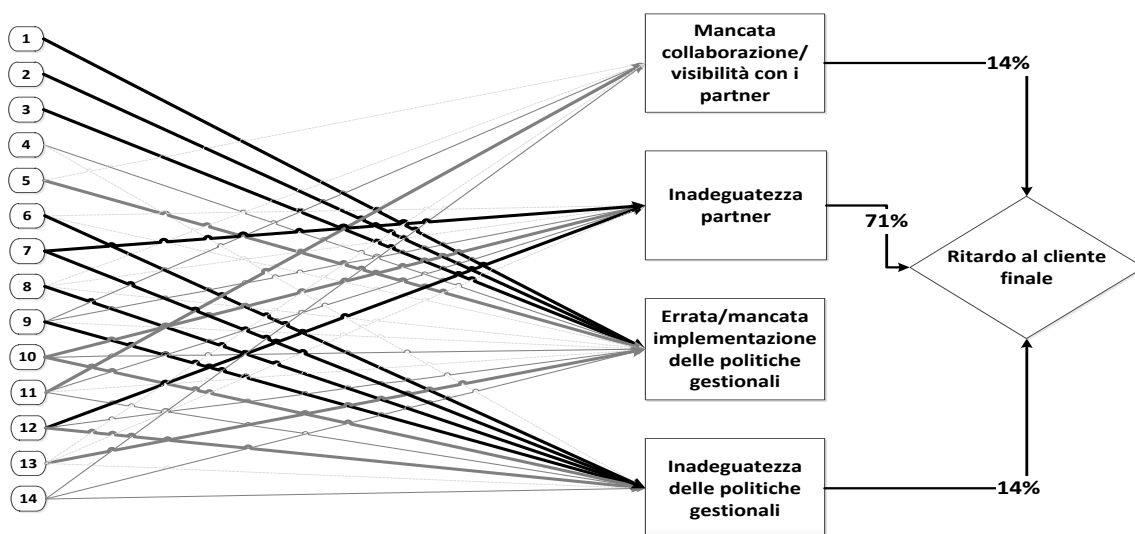 1
2
3
4
5
6
7
8
9
10
11
12
13
14
Mancata
collaborazione/
visibilità con i
partner
Inadeguatezza
partner
Errata/mancata
implementazione
delle politiche
gestionali
Inadeguatezza
delle politiche
gestionali
14%
71%
14%
Ritardo al cliente
finale